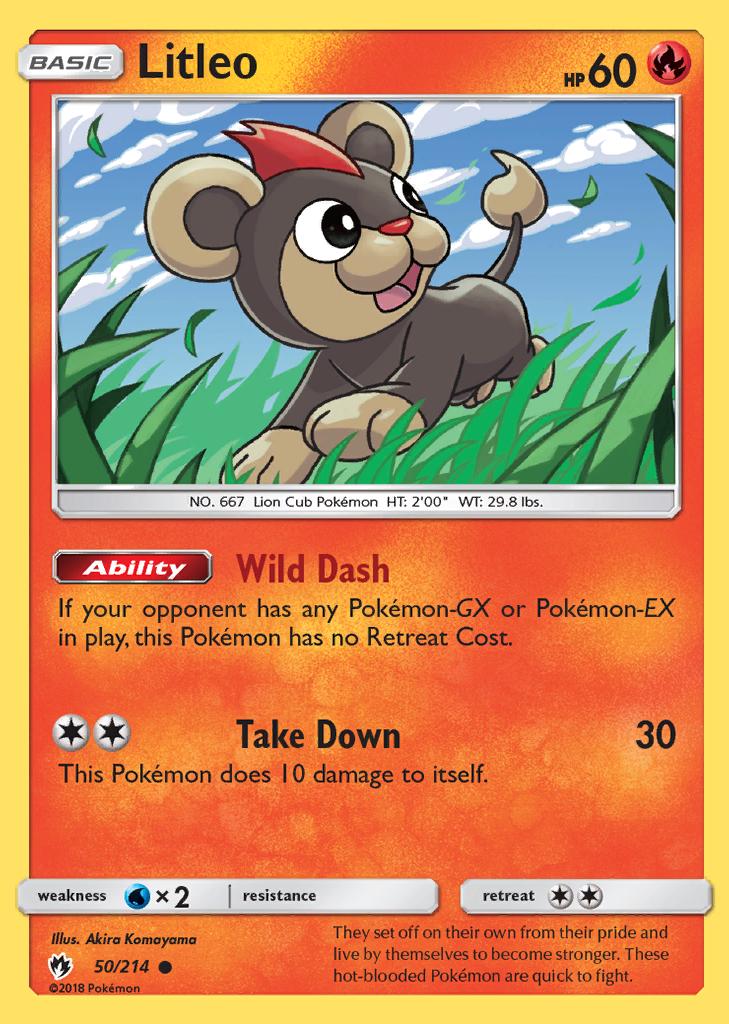 BASIC Litleo HP 60
NO. 667 Lion Cub Pokémon HT: 2'00" WT: 29.8 lbs.
Ability Wild Dash
If your opponent has any Pokémon-GX or Pokémon-EX
in play, this Pokémon has no Retreat Cost.
Take Down 30
This Pokémon does 10 damage to itself.
weakness ×2 resistance retreat
Illus. Akira Komayama
50/214
©2018 Pokémon
They set off on their own from their pride and
live by themselves to become stronger. These
hot-blooded Pokémon are quick to fight.